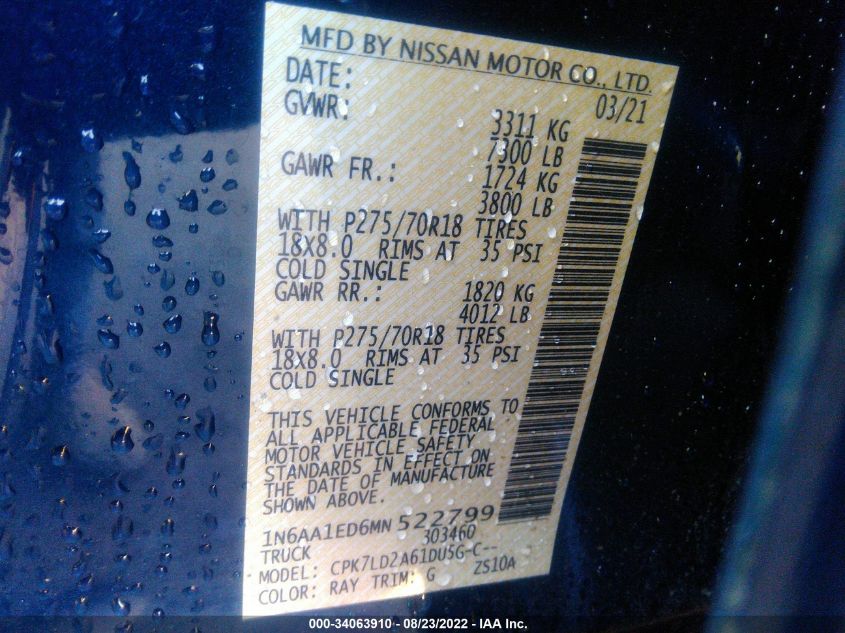 MFD BY NISSAN MOTOR CO., LTD.
DATE: 03/21
GVWR: 3311 KG
7300 LB
GAWR FR.: 1724 KG
3800 LB
WITH P275/70R18 TIRES
18X8.0 RIMS AT 35 PSI
COLD SINGLE
GAWR RR.: 1820 KG
4012 LB
WITH P275/70R18 TIRES
18X8.0 RIMS AT 35 PSI
COLD SINGLE
THIS VEHICLE CONFORMS TO
ALL APPLICABLE FEDERAL
MOTOR VEHICLE SAFETY
STANDARDS IN EFFECT ON
THE DATE OF MANUFACTURE
SHOWN ABOVE.
1N6AA1ED6MN522799
TRUCK 303460
MODEL: CPK7LD2A61DU5G-C--
COLOR: RAY TRIM: G ZS10A
000-34063910 - 08/23/2022 - IAA Inc.